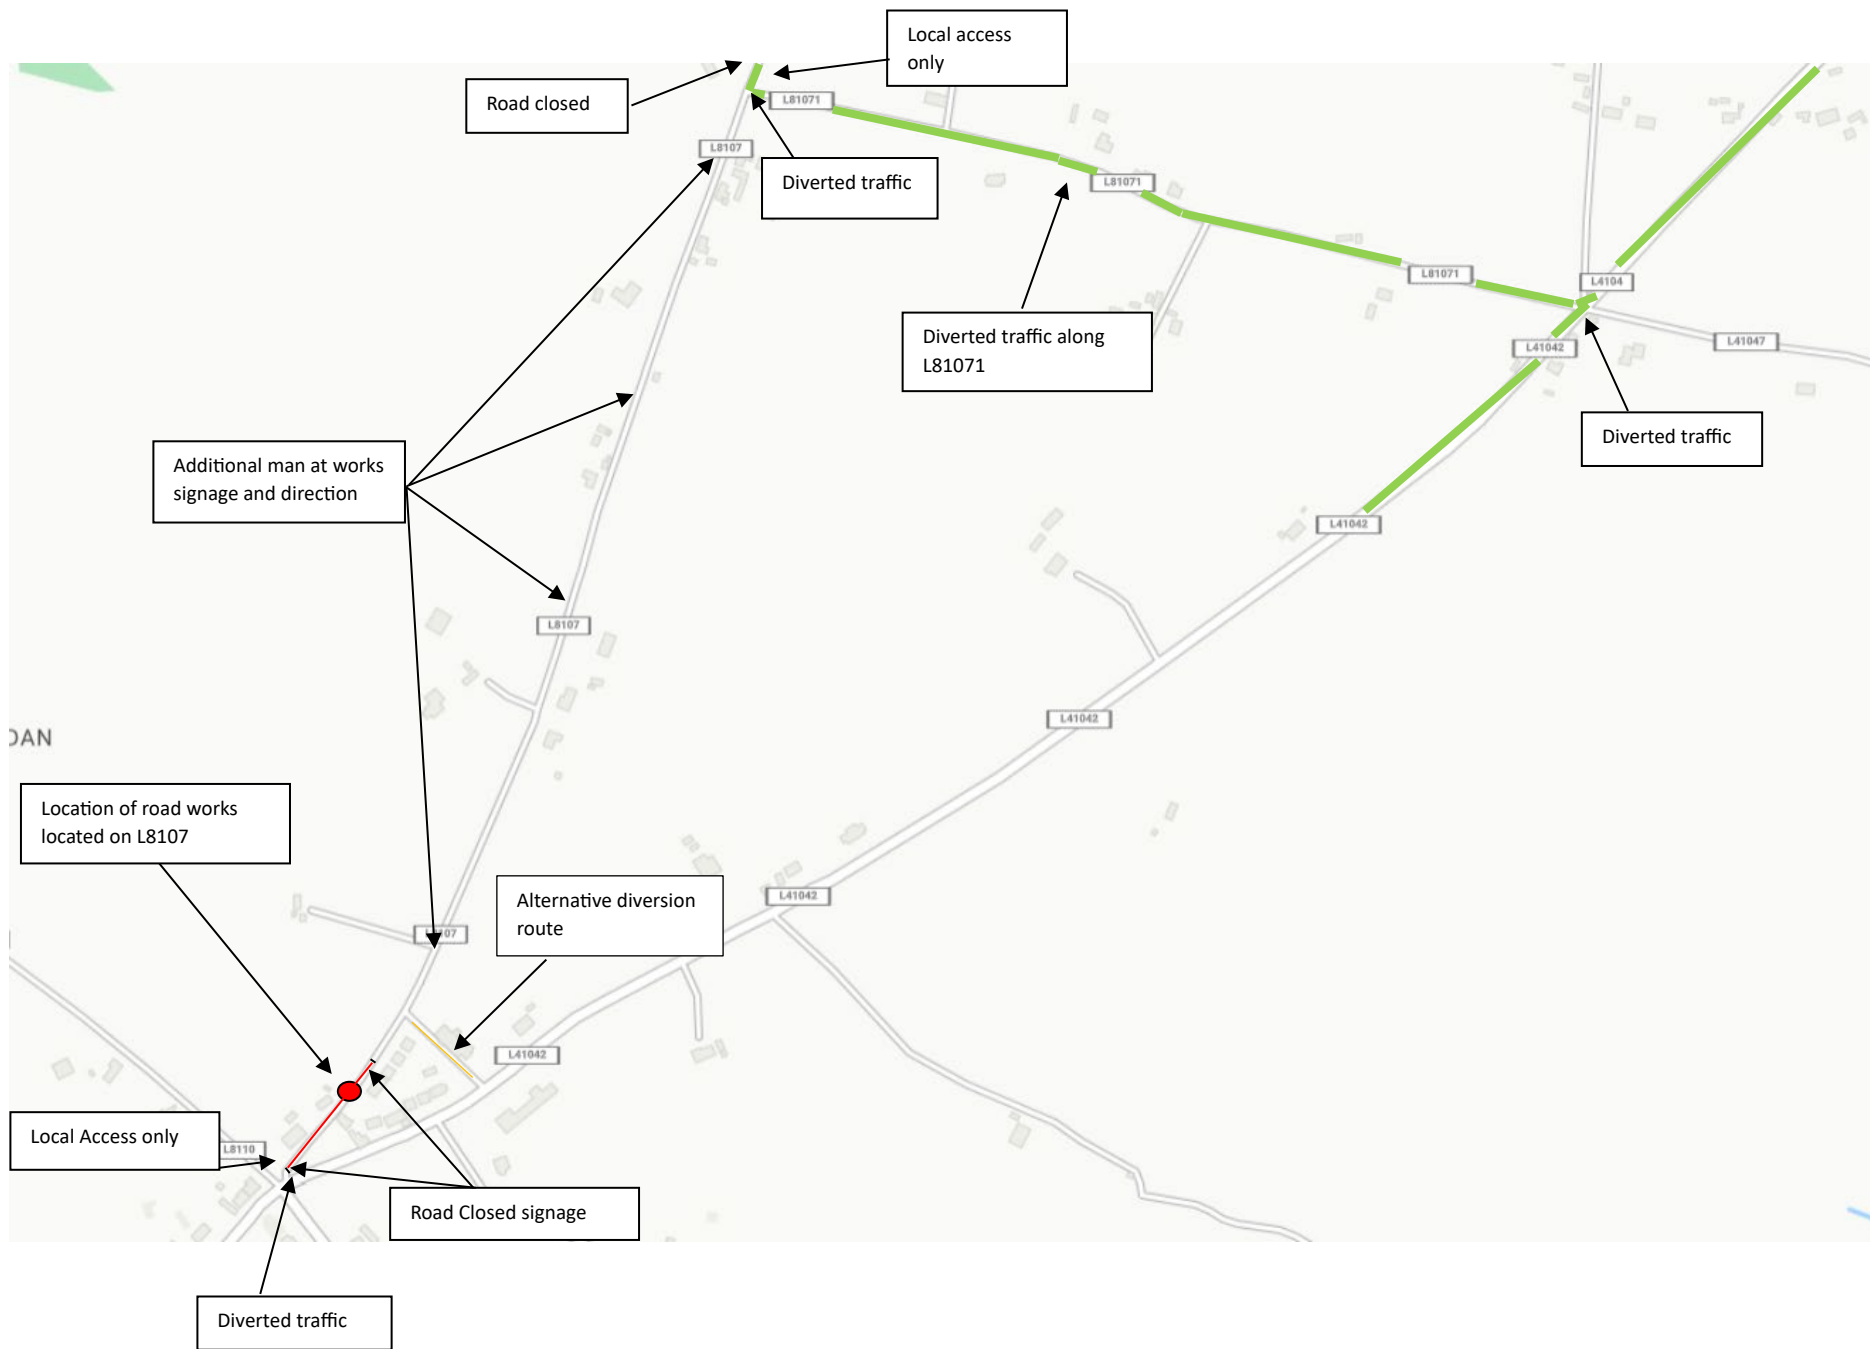 Local access
only
Road closed
L81071
L8107
Diverted traffic
L81071
L81071
L4104
Diverted traffic along
L81071
L41042
L41047
Diverted traffic
Additional man at works
signage and direction
L41042
L8107
L41042
DAN
Location of road works
located on L8107
Alternative diversion
route
L41042
107
L41042
Local Access only
L8110
Road Closed signage
Diverted traffic